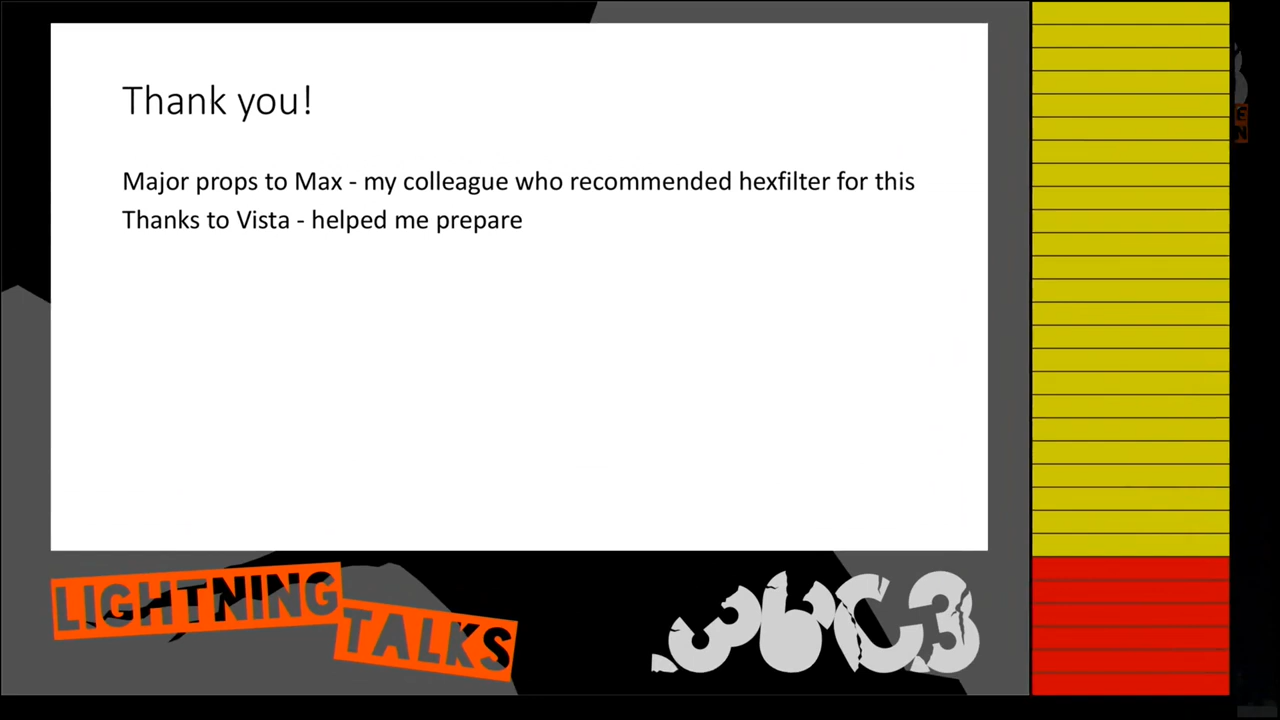 Thank you!
Major props to Max - my colleague who recommended hexfilter for this
Thanks to Vista - helped me prepare
LIGHTNING
TALKS
36C3
E
N